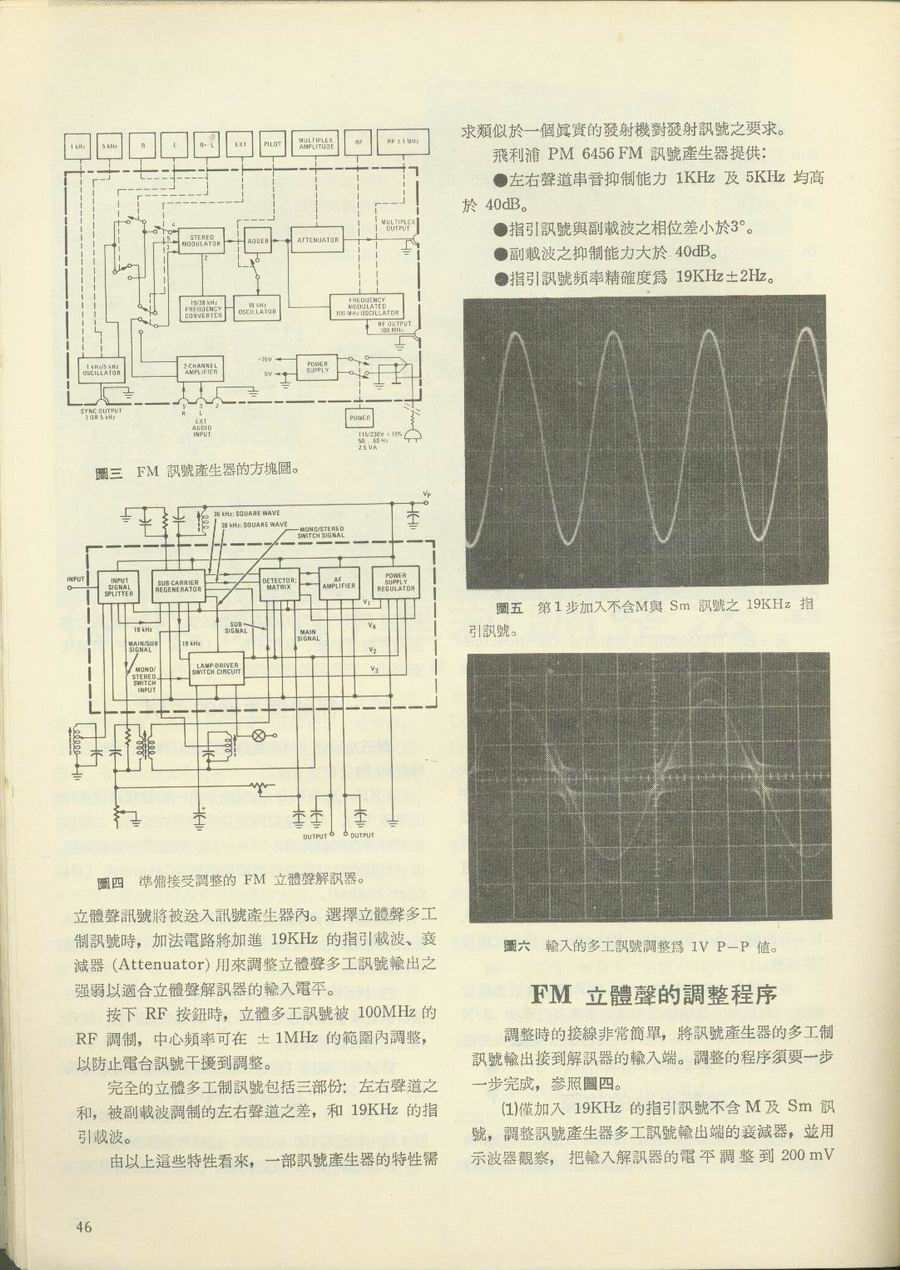 1 kHz
5 kHz
R
L
R=-L
EXT
PILOT
MULTIPLEX
AMPLITUDE
RF
RF ± 1 MHz
MULTIPLEX
OUTPUT
STEREO
MODULATOR
ADDER
ATTENUATOR
4
5
3
2
19/38 kHz
FREQUENCY
CONVERTER
19 kHz
OSCILLATOR
FREQUENCY
MODULATED
100 MHz OSCILLATOR
RF OUTPUT
100 MHz
1 kHz/5 kHz
OSCILLATOR
2-CHANNEL
AMPLIFIER
+15V
0V
POWER
SUPPLY
SYNC OUTPUT
1 OR 5 kHz
5 3 2
R L
EXT
AUDIO
INPUT
POWER
115/230V ± 15%
50...60 Hz
2.5 VA
圖三 FM 訊號產生器的方塊圖。
VP
36 kHz: SQUARE WAVE
38 kHz: SQUARE WAVE
MONO/STEREO
SWITCH SIGNAL
INPUT
INPUT
SIGNAL
SPLITTER
SUB-CARRIER
REGENERATOR
DETECTOR;
MATRIX
AF
AMPLIFIER
POWER
SUPPLY
REGULATOR
V1
19 kHz
SUB
SIGNAL
V4
MAIN/SUB
SIGNAL
19 kHz
MAIN
SIGNAL
V2
MONO/
STEREO
SWITCH
INPUT
LAMP-DRIVER
SWITCH CIRCUIT
V3
OUTPUT
OUTPUT
圖四 準備接受調整的 FM 立體聲解訊器。
立體聲訊號將被送入訊號產生器內。選擇立體聲多工
制訊號時，加法電路將加進 19KHz 的指引載波、衰
減器 (Attenuator) 用來調整立體聲多工訊號輸出之
强弱以適合立體聲解訊器的輸入電平。
按下 RF 按鈕時，立體多工訊號被 100MHz 的
RF 調制，中心頻率可在 ± 1MHz 的範圍內調整，
以防止電台訊號干擾到調整。
完全的立體多工制訊號包括三部份：左右聲道之
和，被副載波調制的左右聲道之差，和 19KHz 的指
引載波。
由以上這些特性看來，一部訊號產生器的特性需
求類似於一個眞實的發射機對發射訊號之要求。
飛利浦 PM 6456 FM 訊號產生器提供：
●左右聲道串音抑制能力 1KHz 及 5KHz 均高
於 40dB。
●指引訊號與副載波之相位差小於3°。
●副載波之抑制能力大於 40dB。
●指引訊號頻率精確度爲 19KHz±2Hz。
圖五 第1步加入不含M與 Sm 訊號之 19KHz 指
引訊號。
圖六 輸入的多工訊號調整爲 1V P—P 値。
FM 立體聲的調整程序
調整時的接線非常簡單，將訊號產生器的多工制
訊號輸出接到解訊器的輸入端。調整的程序須要一步
一步完成，參照圖四。
(1)僅加入 19KHz 的指引訊號不含 M 及 Sm 訊
號，調整訊號產生器多工訊號輸出端的衰減器，並用
示波器觀察，把輸入解訊器的電平調整到 200 mV
46